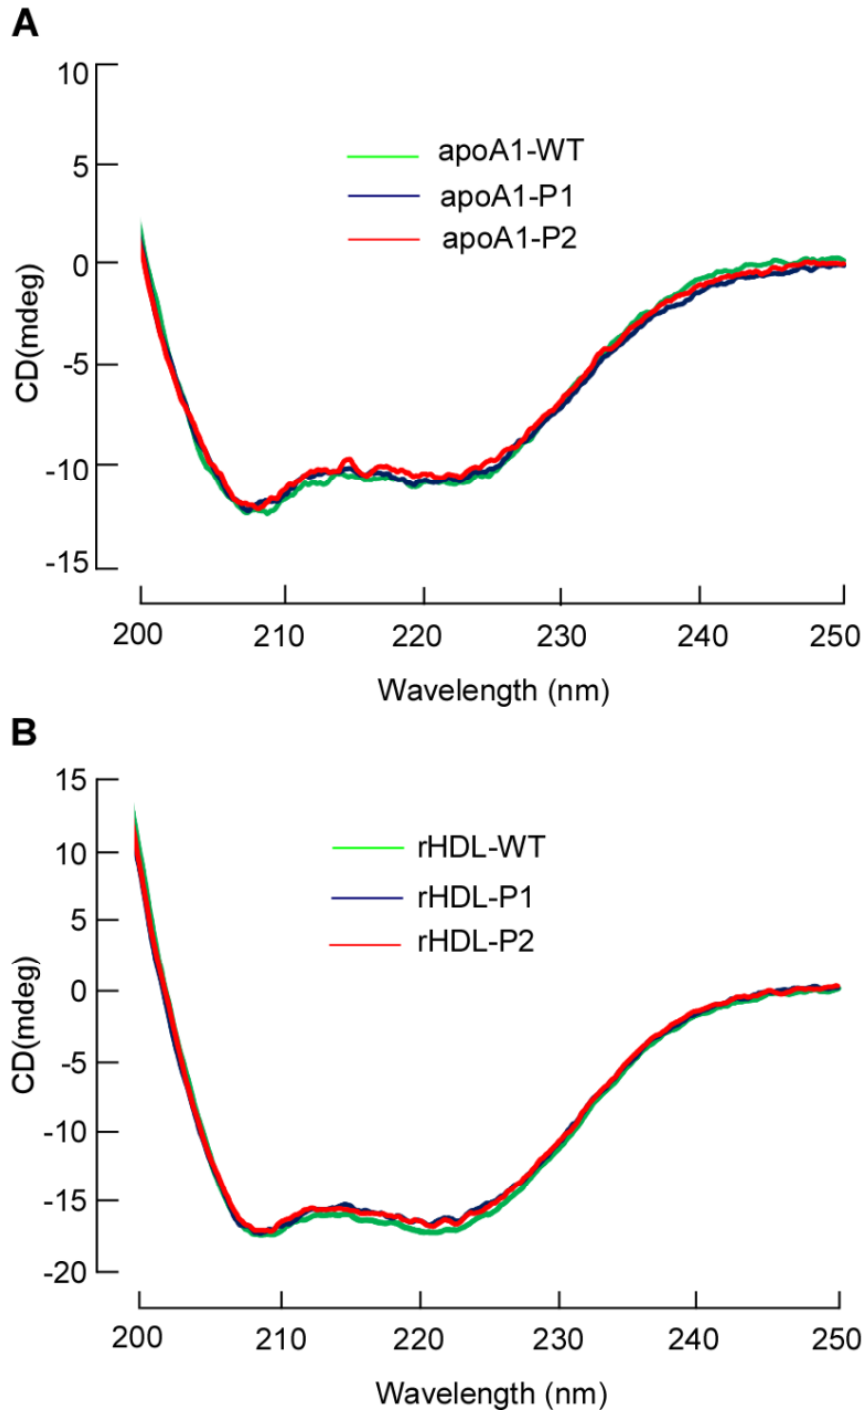 A
10
5
0
-5
-10
-15
CD(mdeg)
apoA1-WT
apoA1-P1
apoA1-P2
200 210 220 230 240 250
Wavelength (nm)
B
15
10
5
0
-5
-10
-15
-20
CD(mdeg)
rHDL-WT
rHDL-P1
rHDL-P2
200 210 220 230 240 250
Wavelength (nm)